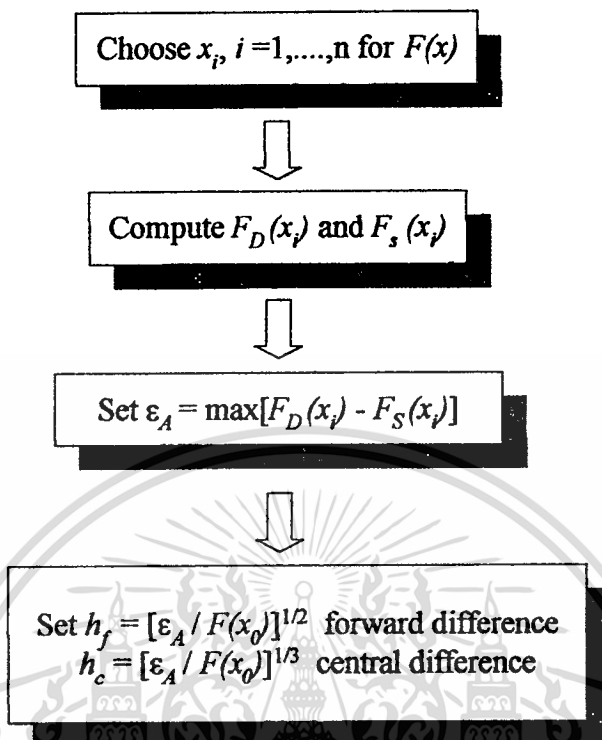 Choose x_i, i =1,....,n for F(x)
Compute F_D(x_i) and F_s(x_i)
Set ε_A = max[F_D(x_i) - F_S(x_i)]
Set h_f = [ε_A / F(x_0)]^1/2 forward difference
h_c = [ε_A / F(x_0)]^1/3 central difference